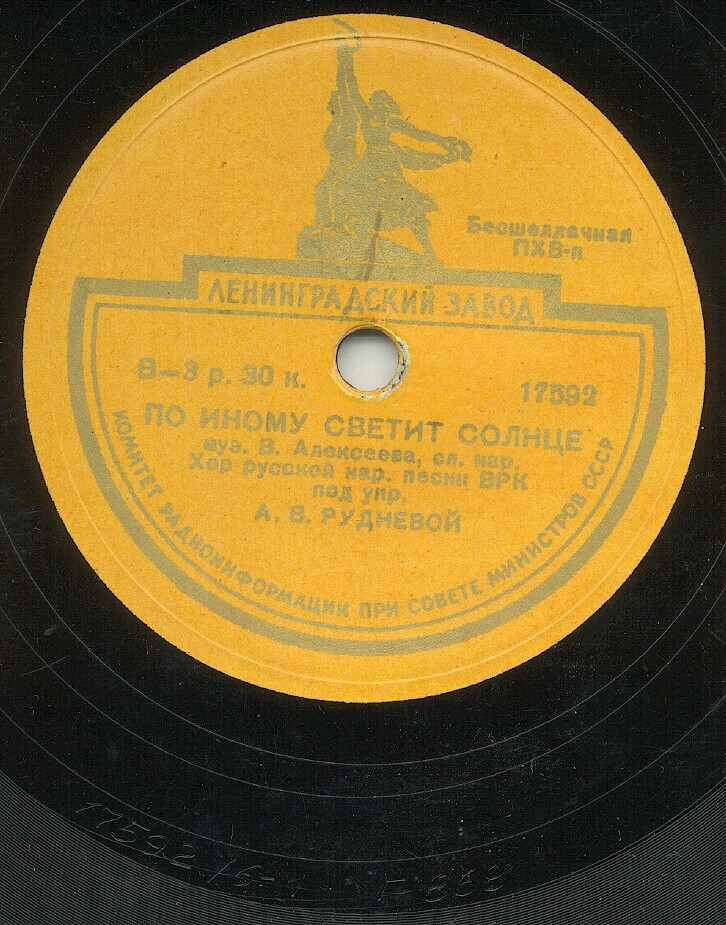 Бесшеллачная
ПХВ-п
ЛЕНИНГРАДСКИЙ ЗАВОД
В-3 р. 30 к.
17592
ПО ИНОМУ СВЕТИТ СОЛНЦЕ
муз. В. Алексеева, сл. нар.
Хор русской нар. песни ВРК
под упр.
А. В. РУДНЕВОЙ
КОМИТЕТ РАДИОИНФОРМАЦИИ ПРИ СОВЕТЕ МИНИСТРОВ СССР
17592